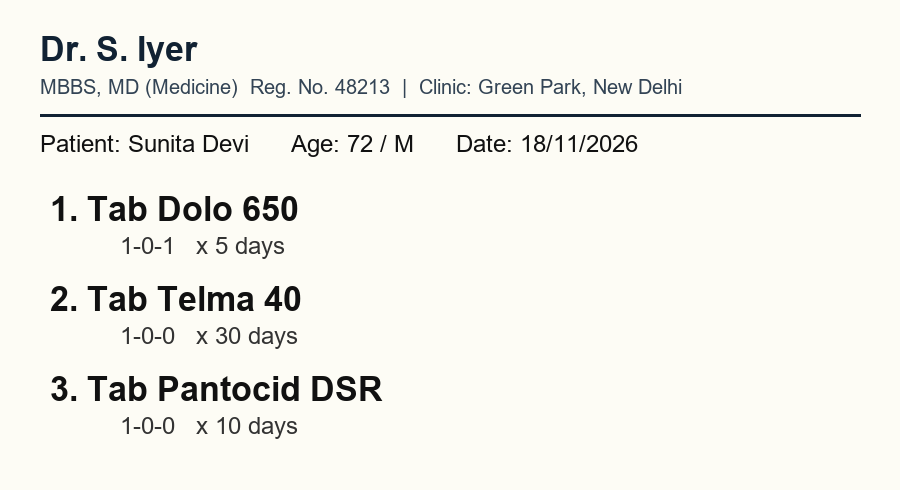 Dr. S. Iyer
MBBS, MD (Medicine)  Reg. No. 48213  |  Clinic: Green Park, New Delhi
Patient: Sunita Devi  Age: 72 / M  Date: 18/11/2026
1. Tab Dolo 650
1-0-1  x 5 days
2. Tab Telma 40
1-0-0  x 30 days
3. Tab Pantocid DSR
1-0-0  x 10 days